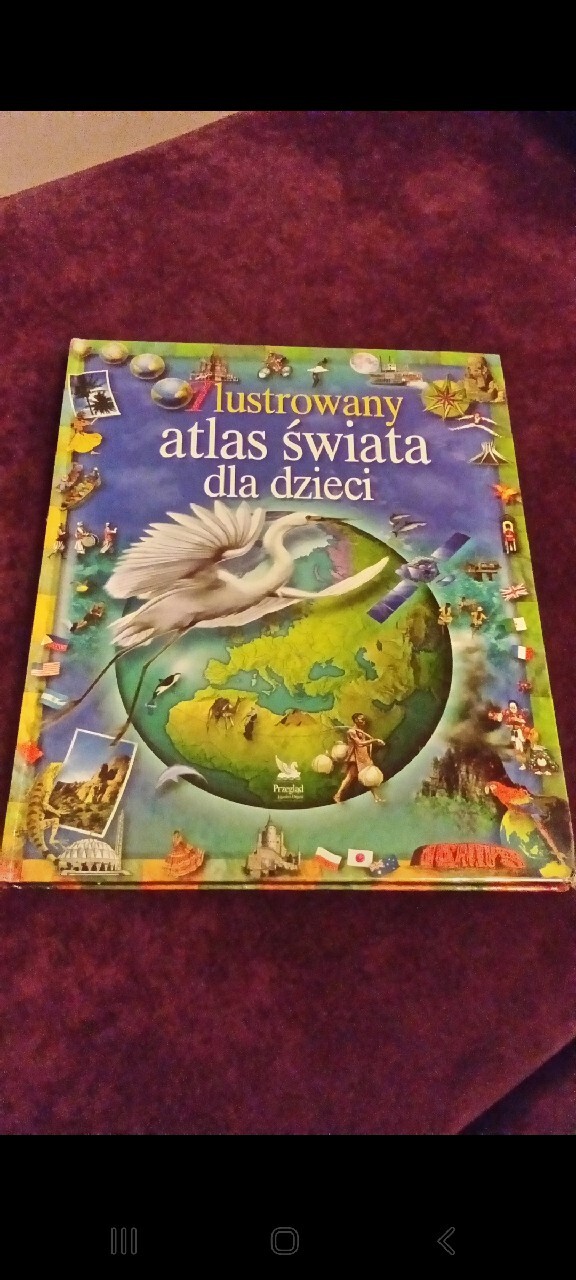 Ilustrowany
atlas świata
dla dzieci
Przegląd